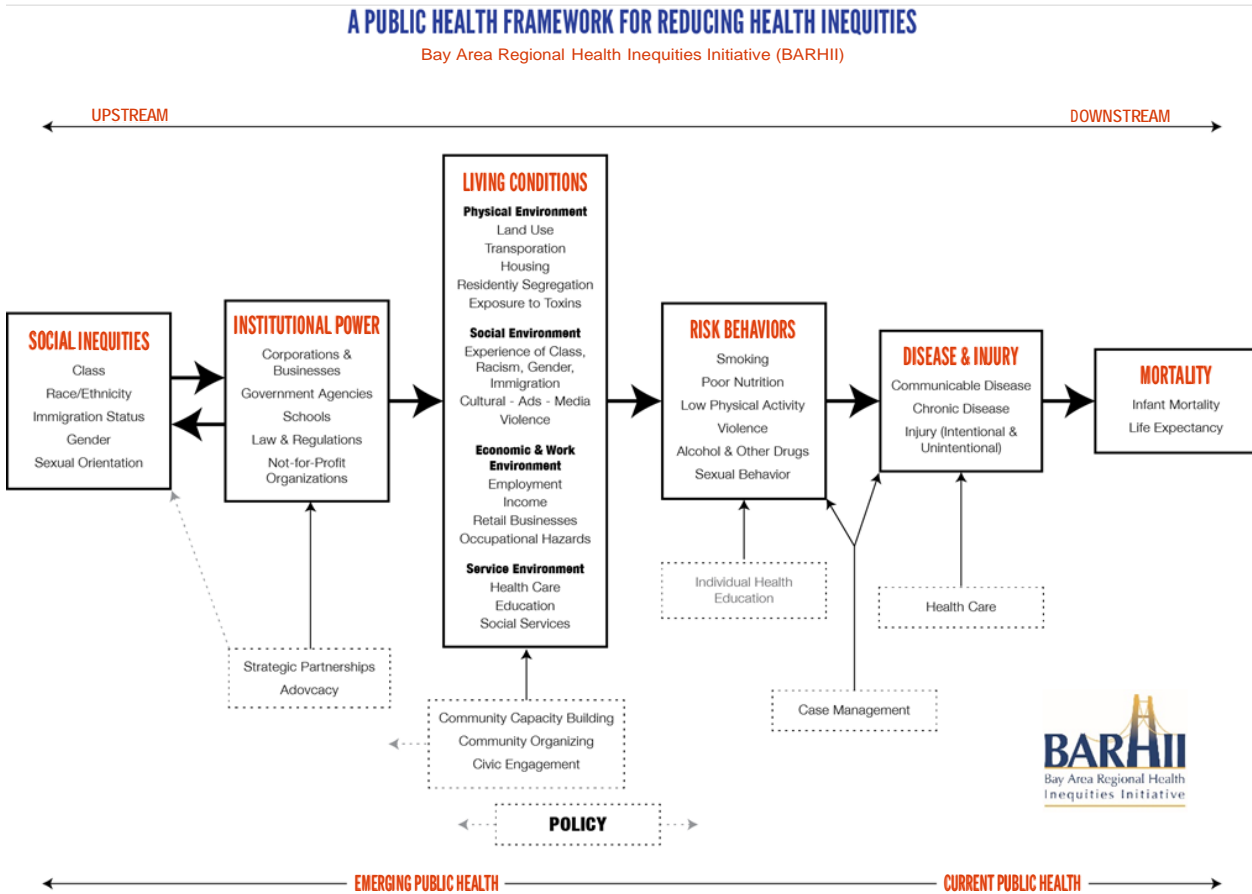 A PUBLIC HEALTH FRAMEWORK FOR REDUCING HEALTH INEQUITIES
Bay Area Regional Health Inequities Initiative (BARHII)
UPSTREAM
DOWNSTREAM
SOCIAL INEQUITIES
Class
Race/Ethnicity
Immigration Status
Gender
Sexual Orientation
INSTITUTIONAL POWER
Corporations &
Businesses
Government Agencies
Schools
Law & Regulations
Not-for-Profit
Organizations
LIVING CONDITIONS
Physical Environment
Land Use
Transporation
Housing
Residentiy Segregation
Exposure to Toxins
Social Environment
Experience of Class,
Racism, Gender,
Immigration
Cultural - Ads - Media
Violence
Economic & Work
Environment
Employment
Income
Retail Businesses
Occupational Hazards
Service Environment
Health Care
Education
Social Services
RISK BEHAVIORS
Smoking
Poor Nutrition
Low Physical Activity
Violence
Alcohol & Other Drugs
Sexual Behavior
DISEASE & INJURY
Communicable Disease
Chronic Disease
Injury (Intentional &
Unintentional)
MORTALITY
Infant Mortality
Life Expectancy
Strategic Partnerships
Adovcacy
Community Capacity Building
Community Organizing
Civic Engagement
Individual Health
Education
Case Management
Health Care
POLICY
BARHII
Bay Area Regional Health
Inequities Initiative
EMERGING PUBLIC HEALTH
CURRENT PUBLIC HEALTH